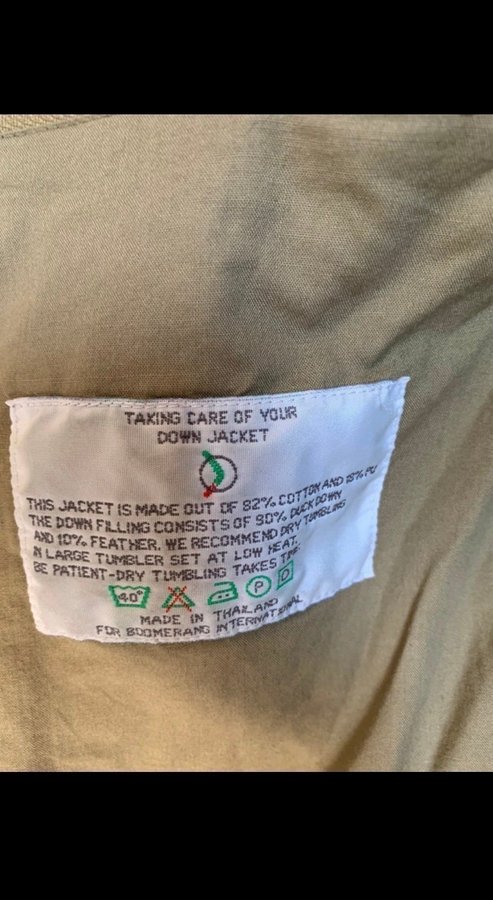 TAKING CARE OF YOUR
DOWN JACKET
THIS JACKET IS MADE OUT OF 82% COTTON AND 18% PU
THE DOWN FILLING CONSISTS OF 90% DUCK DOWN
AND 10% FEATHER. WE RECOMMEND DRY TUMBLING
IN LARGE TUMBLER SET AT LOW HEAT.
BE PATIENT-DRY TUMBLING TAKES TIME.
40° P
MADE IN THAILAND
FOR BOOMERANG INTERNATIONAL